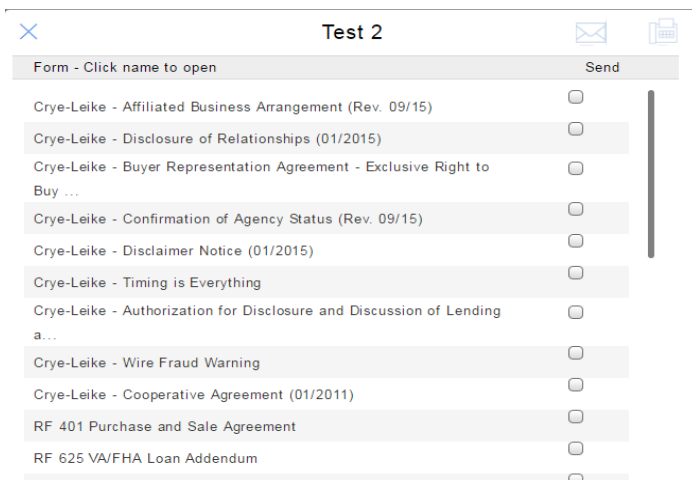 Test 2
Form - Click name to open Send
Crye-Leike - Affiliated Business Arrangement (Rev. 09/15)
Crye-Leike - Disclosure of Relationships (01/2015)
Crye-Leike - Buyer Representation Agreement - Exclusive Right to
Buy ...
Crye-Leike - Confirmation of Agency Status (Rev. 09/15)
Crye-Leike - Disclaimer Notice (01/2015)
Crye-Leike - Timing is Everything
Crye-Leike - Authorization for Disclosure and Discussion of Lending
a...
Crye-Leike - Wire Fraud Warning
Crye-Leike - Cooperative Agreement (01/2011)
RF 401 Purchase and Sale Agreement
RF 625 VA/FHA Loan Addendum